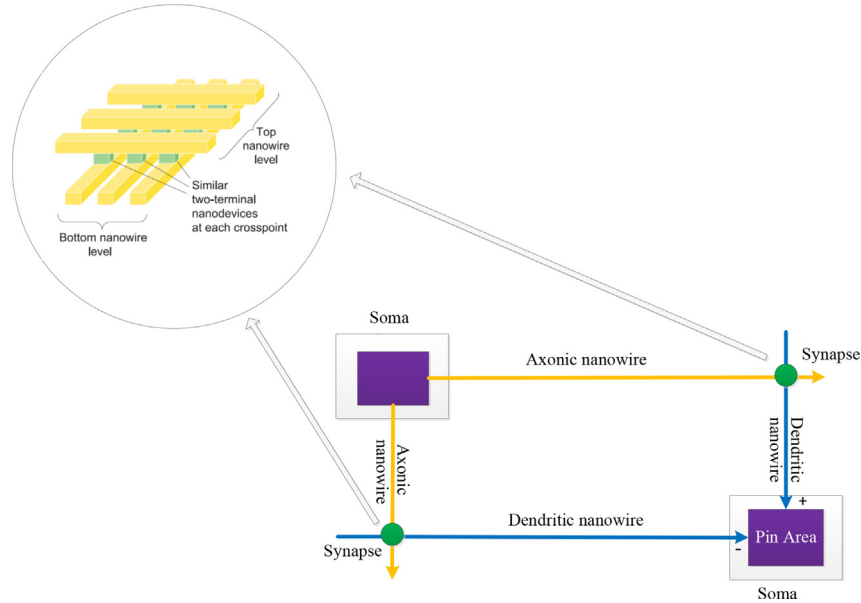 Top
nanowire
level
Similar
two-terminal
nanodevices
at each crosspoint
Bottom nanowire
level
Soma
Axonic nanowire
Synapse
Axonic
nanowire
Dendritic
nanowire
Dendritic nanowire
+
-
Pin Area
Synapse
Soma